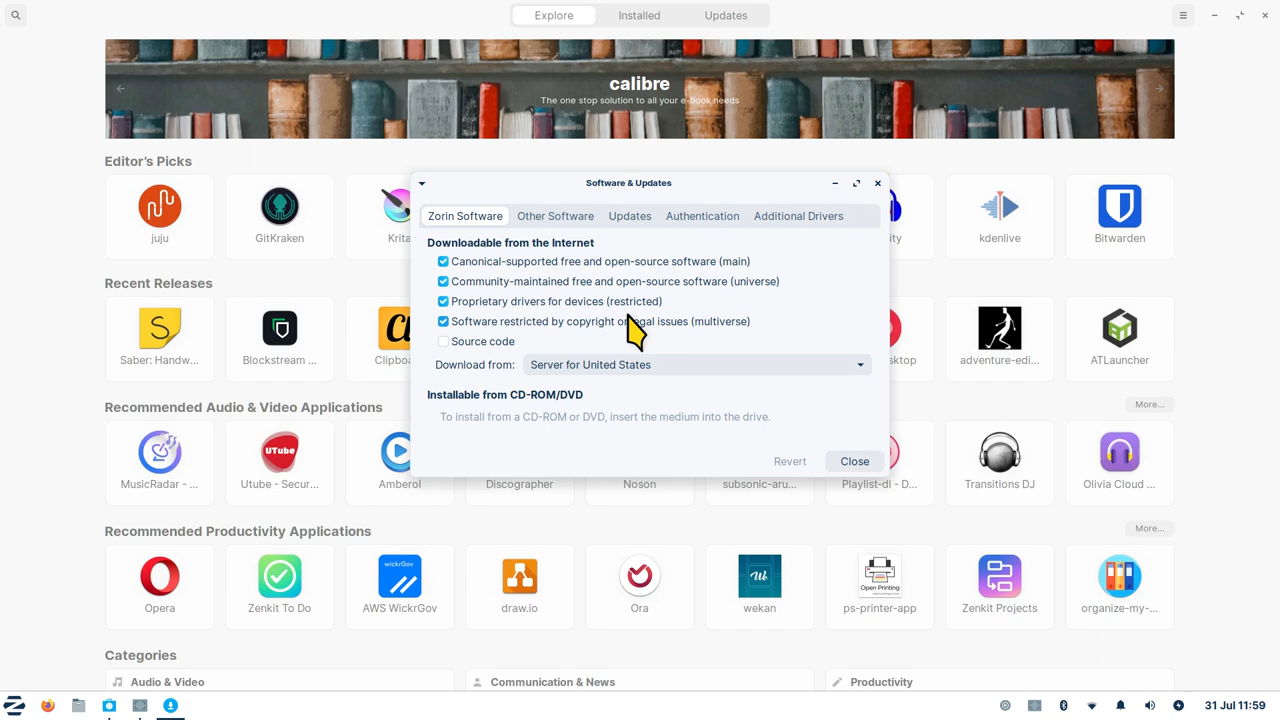 Explore
Installed
Updates
calibre
The one stop solution to all your e-book needs
Editor's Picks
juju
GitKraken
Krita
kdenlive
Bitwarden
Recent Releases
Saber: Handw...
Blockstream ...
adventure-edi...
ATLauncher
Recommended Audio & Video Applications
More...
UTube
MusicRadar - ...
Utube - Secur...
Amberol
Discographer
Noson
subsonic-aru...
Playlist-dl - D...
Transitions DJ
Olivia Cloud ...
Recommended Productivity Applications
More...
wickrGov
Open Printing
Opera
Zenkit To Do
AWS WickrGov
draw.io
Ora
wekan
ps-printer-app
Zenkit Projects
organize-my-...
Categories
Audio & Video
Communication & News
Productivity
Software & Updates
Zorin Software
Other Software
Updates
Authentication
Additional Drivers
Downloadable from the Internet
Canonical-supported free and open-source software (main)
Community-maintained free and open-source software (universe)
Proprietary drivers for devices (restricted)
Software restricted by copyright or legal issues (multiverse)
Source code
Download from:
Server for United States
Installable from CD-ROM/DVD
To install from a CD-ROM or DVD, insert the medium into the drive.
Revert
Close
31 Jul 11:59